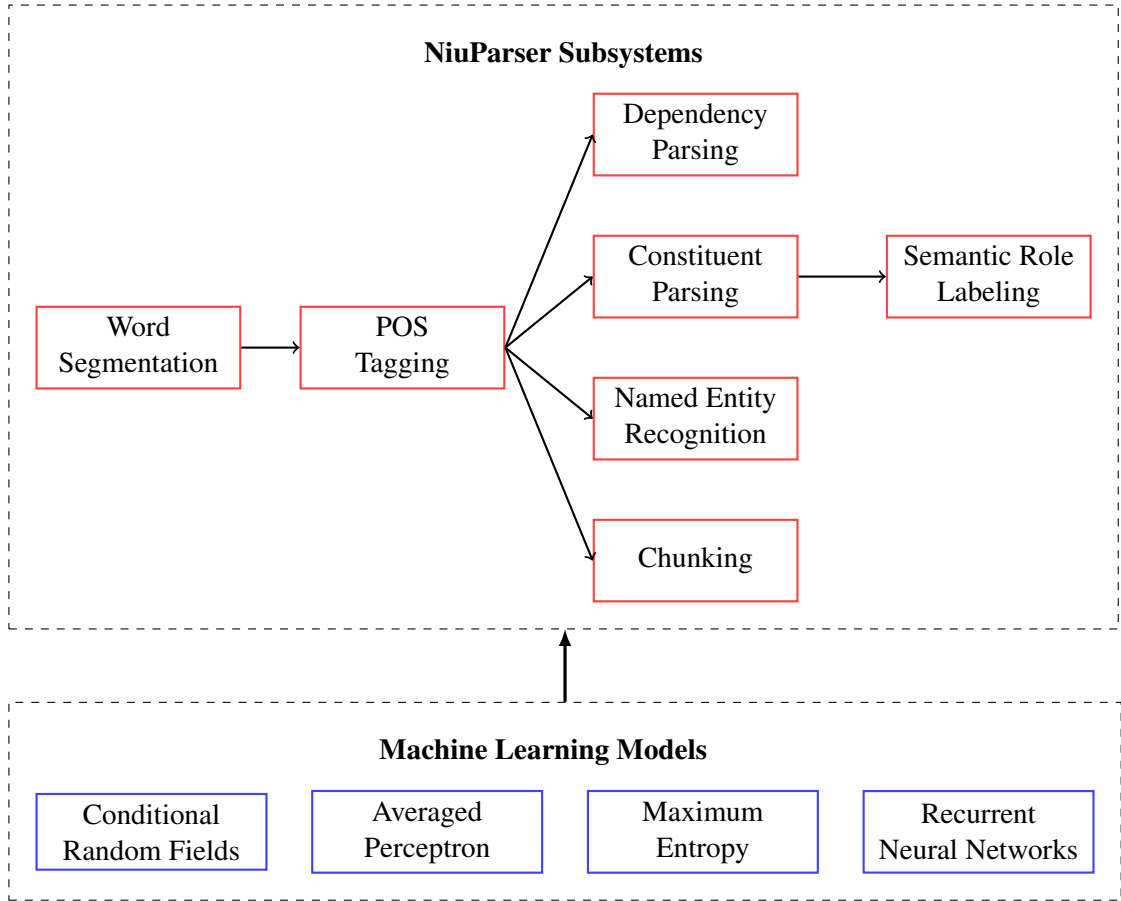 NiuParser Subsystems
Dependency
Parsing
Constituent
Parsing
Semantic Role
Labeling
Word
Segmentation
POS
Tagging
Named Entity
Recognition
Chunking
Machine Learning Models
Conditional
Random Fields
Averaged
Perceptron
Maximum
Entropy
Recurrent
Neural Networks